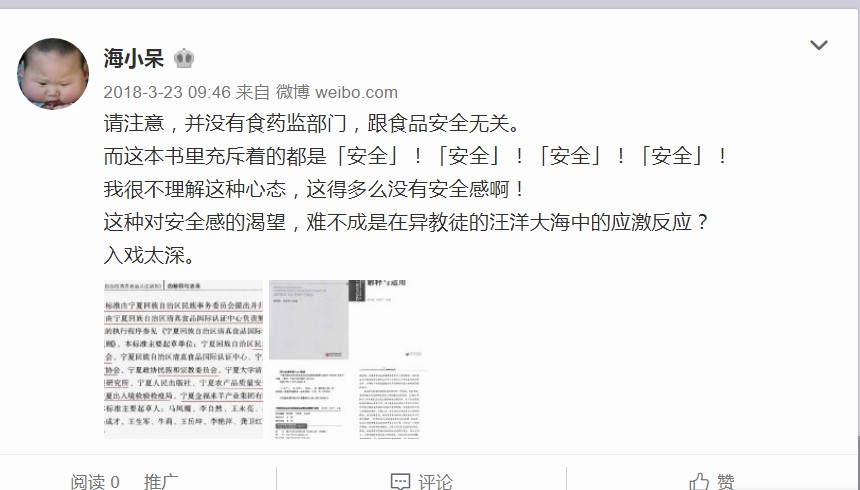 海小呆
2018-3-23 09:46 来自 微博 weibo.com
请注意，并没有食药监部门，跟食品安全无关。
而这本书里充斥着的都是「安全」！「安全」！「安全」！「安全」！
我很不理解这种心态，这得多么没有安全感啊！
这种对安全感的渴望，难不成是在异教徒的汪洋大海中的应激反应？
入戏太深。
的解释与适用
标准由宁夏回族自治区民族事务委员会提出并归
由宁夏回族自治区清真食品国际认证中心负责解
的执行程序参见《宁夏回族自治区清真食品国际
则》。本标准主要起草单位：宁夏回族自治区民
会、宁夏回族自治区清真食品国际认证中心、宁
协会、宁夏政协民族和宗教委员会、宁夏大学清
研究所、宁夏人民出版社、宁夏农产品质量安
夏出入境检验检疫局、宁夏金福来羊产业集团有
标准主要起草人：马凤霞、李自然、王永亮、
成才、王生军、牛莉、王岳坤、李艳萍、龚卫红
解释与适用
阅读 0 推广 评论 赞